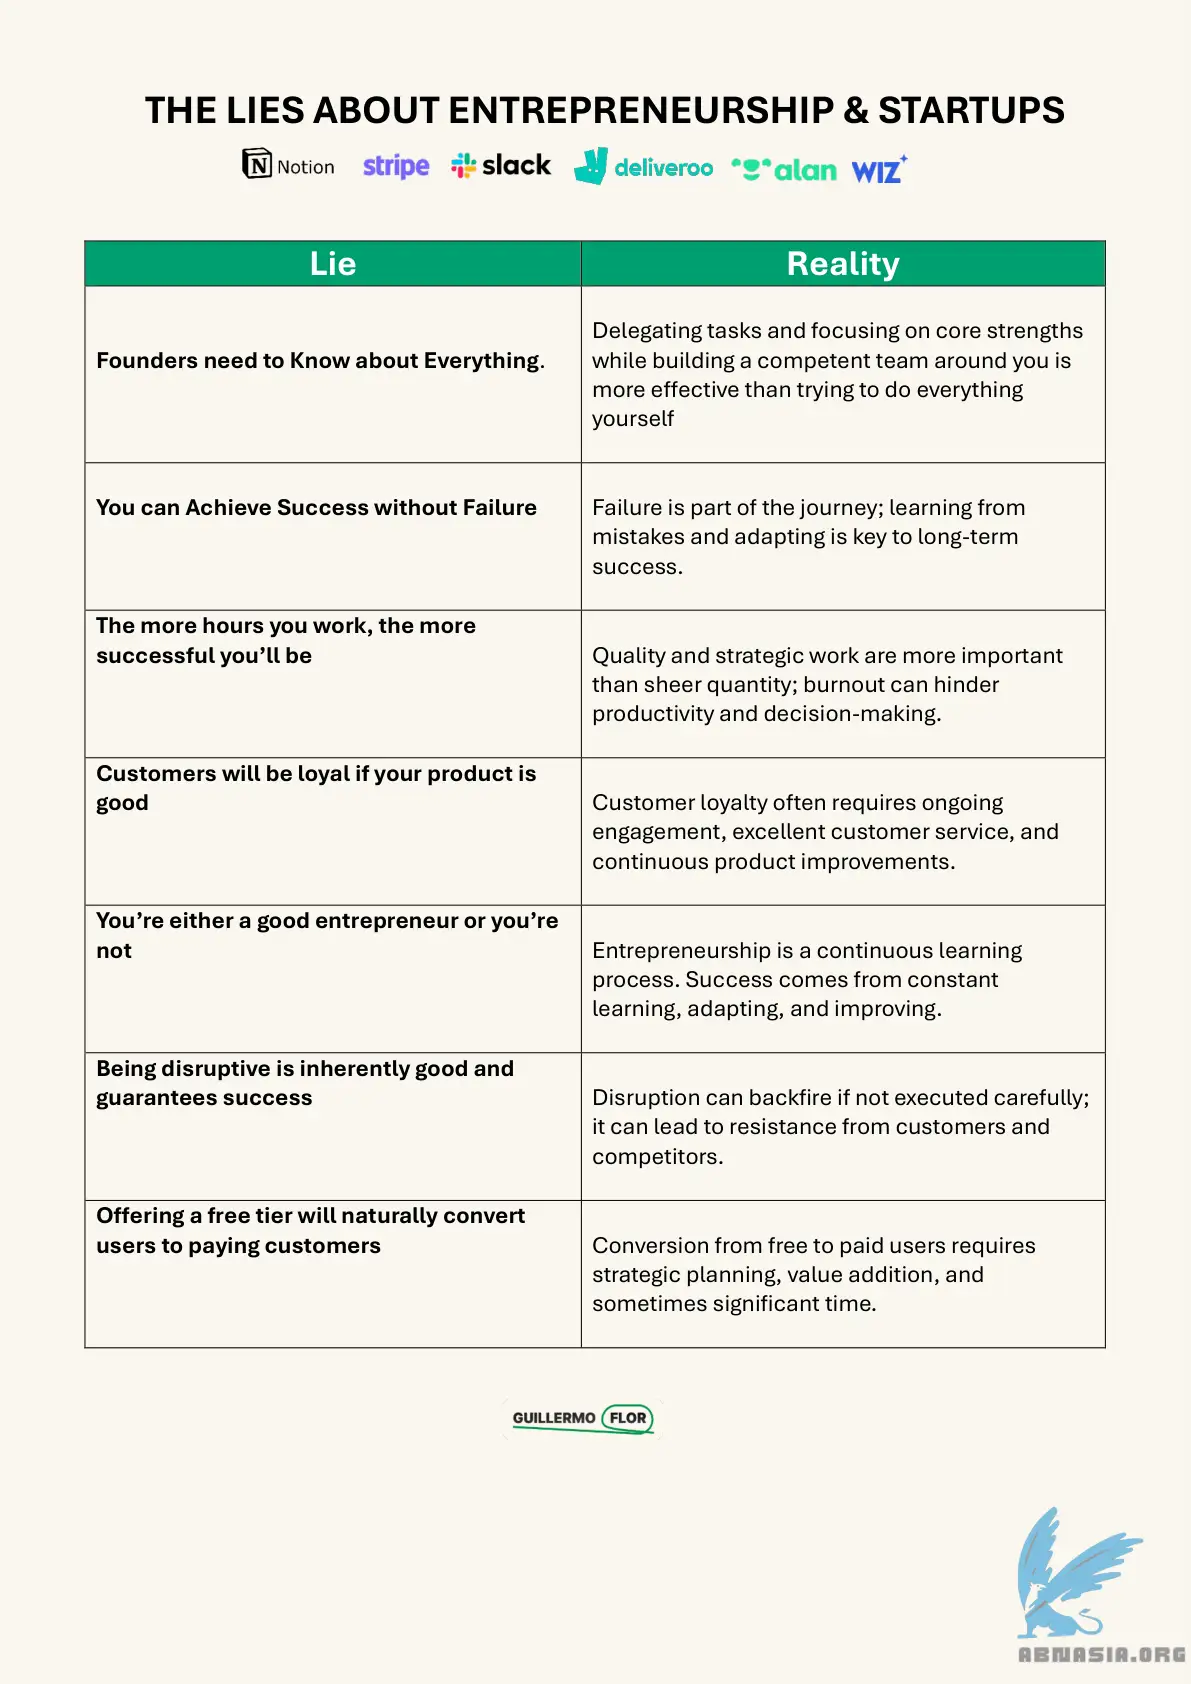 THE LIES ABOUT ENTREPRENEURSHIP & STARTUPS
N Notion stripe slack deliveroo alan WIZ
Lie
Reality
Founders need to Know about Everything.
Delegating tasks and focusing on core strengths
while building a competent team around you is
more effective than trying to do everything
yourself
You can Achieve Success without Failure
Failure is part of the journey; learning from
mistakes and adapting is key to long-term
success.
The more hours you work, the more
successful you’ll be
Quality and strategic work are more important
than sheer quantity; burnout can hinder
productivity and decision-making.
Customers will be loyal if your product is
good
Customer loyalty often requires ongoing
engagement, excellent customer service, and
continuous product improvements.
You’re either a good entrepreneur or you’re
not
Entrepreneurship is a continuous learning
process. Success comes from constant
learning, adapting, and improving.
Being disruptive is inherently good and
guarantees success
Disruption can backfire if not executed carefully;
it can lead to resistance from customers and
competitors.
Offering a free tier will naturally convert
users to paying customers
Conversion from free to paid users requires
strategic planning, value addition, and
sometimes significant time.
GUILLERMO FLOR
ABNASIA.ORG